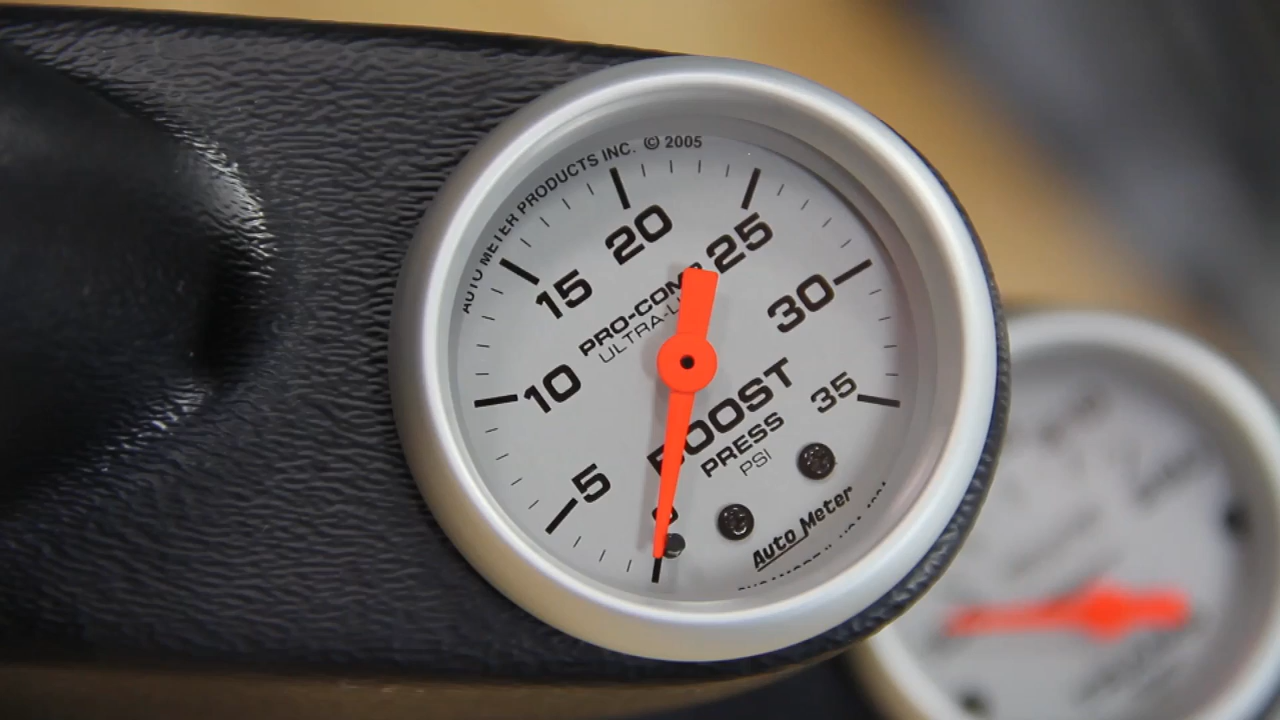 AUTO METER PRODUCTS INC. © 2005
20
25
15
30
PRO-COMP
ULTRA-L
10
35
BOOST
PRESS
PSI
5
0
Auto Meter